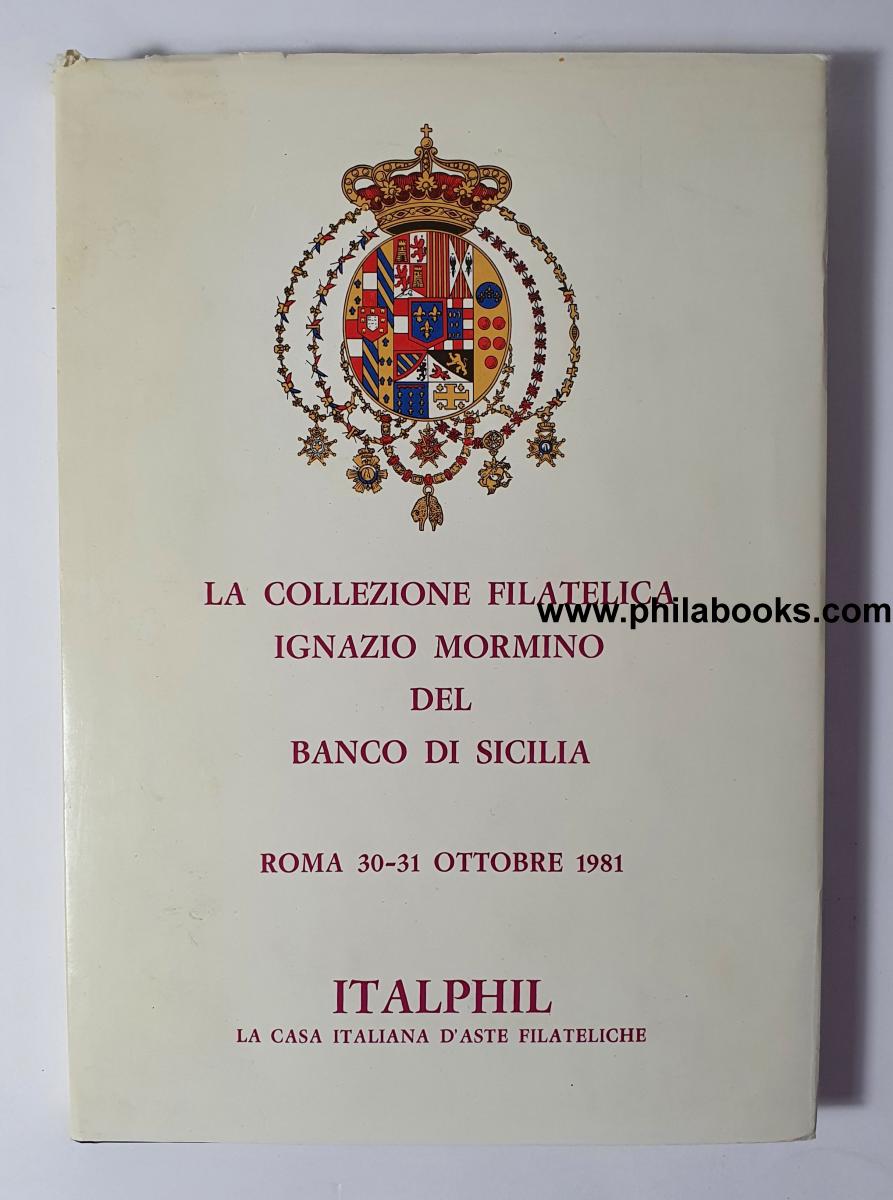 LA COLLEZIONE FILATELICA
www.philabooks.com
IGNAZIO MORMINO
DEL
BANCO DI SICILIA
ROMA 30-31 OTTOBRE 1981
ITALPHIL
LA CASA ITALIANA D'ASTE FILATELICHE